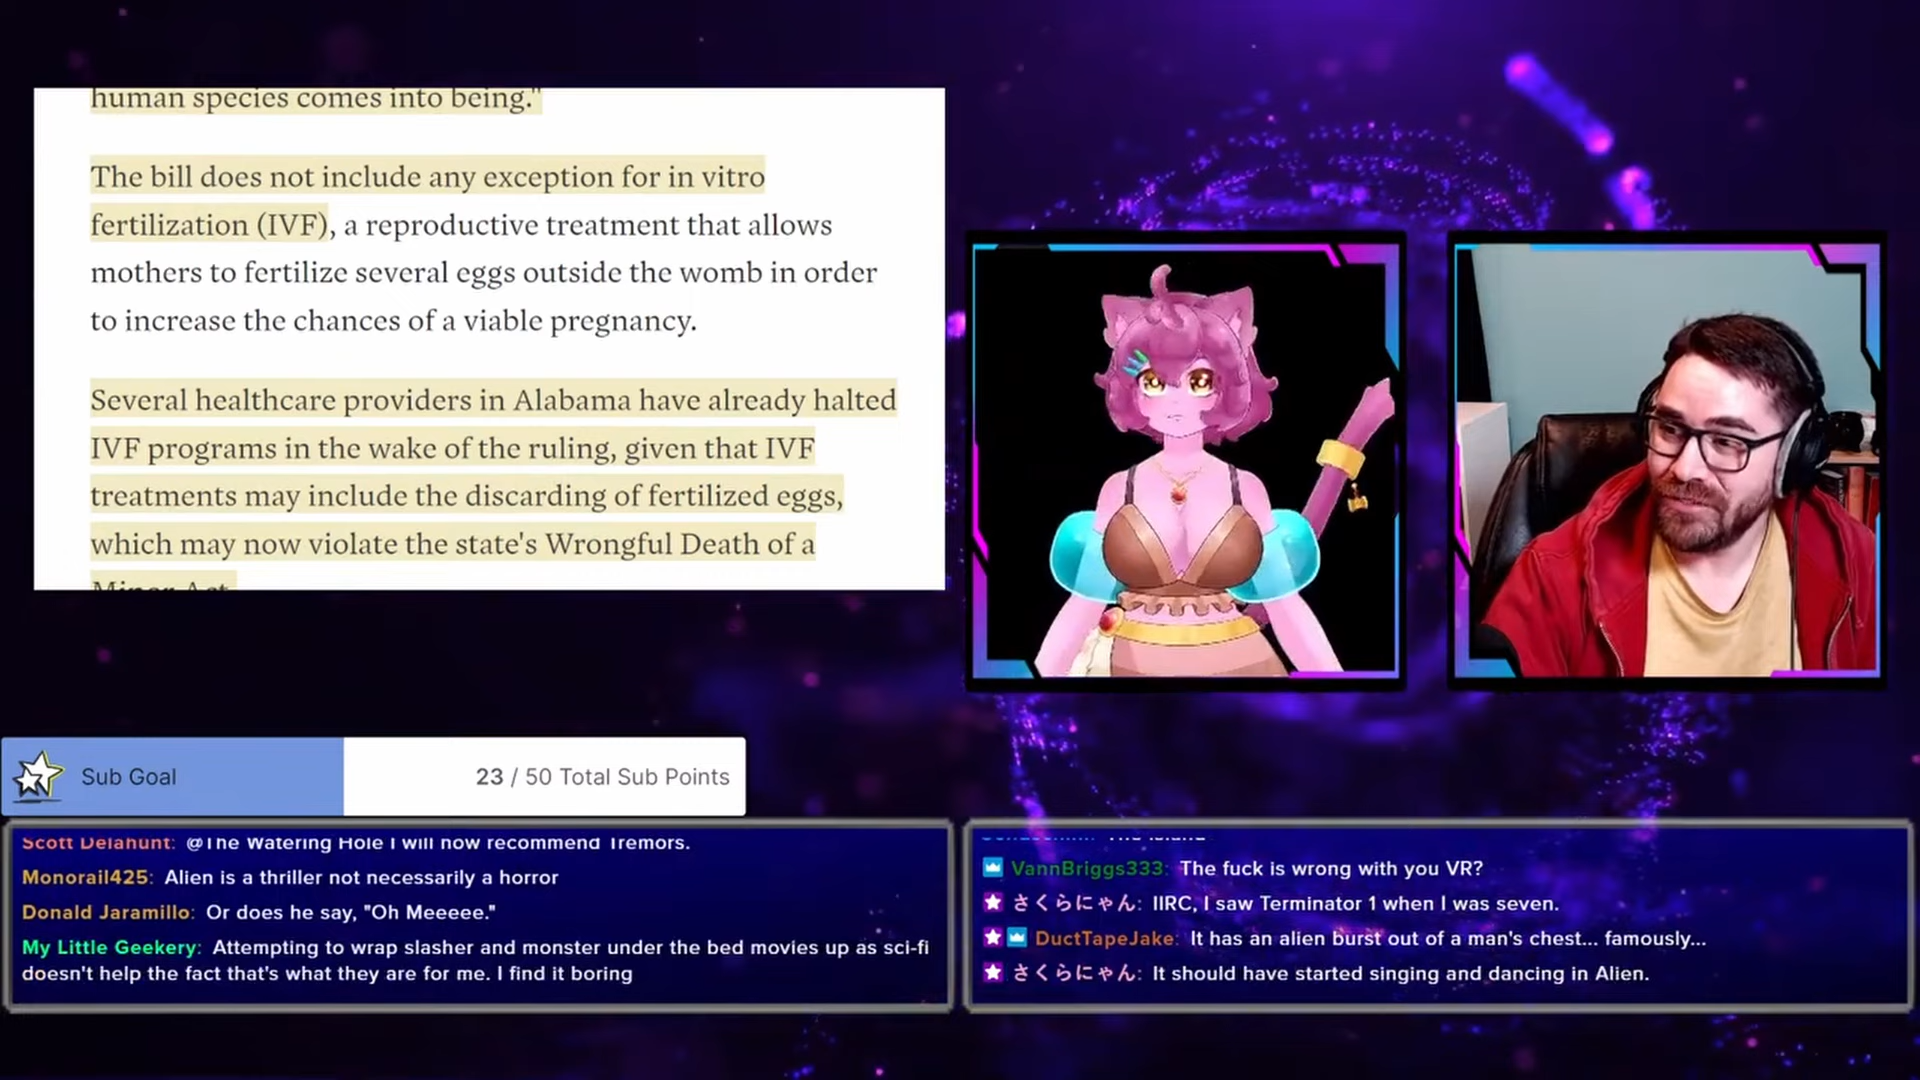 human species comes into being."
The bill does not include any exception for in vitro
fertilization (IVF), a reproductive treatment that allows
mothers to fertilize several eggs outside the womb in order
to increase the chances of a viable pregnancy.
Several healthcare providers in Alabama have already halted
IVF programs in the wake of the ruling, given that IVF
treatments may include the discarding of fertilized eggs,
which may now violate the state's Wrongful Death of a
Minor Act.
Sub Goal
23 / 50 Total Sub Points
Scott Delahunt: @The Watering Hole I will now recommend Tremors.
Monorail425: Alien is a thriller not necessarily a horror
Donald Jaramillo: Or does he say, "Oh Meeeee."
My Little Geekery: Attempting to wrap slasher and monster under the bed movies up as sci-fi
doesn't help the fact that's what they are for me. I find it boring
VannBriggs333: The fuck is wrong with you VR?
さくらにゃん: IIRC, I saw Terminator 1 when I was seven.
DuctTapeJake: It has an alien burst out of a man's chest... famously...
さくらにゃん: It should have started singing and dancing in Alien.